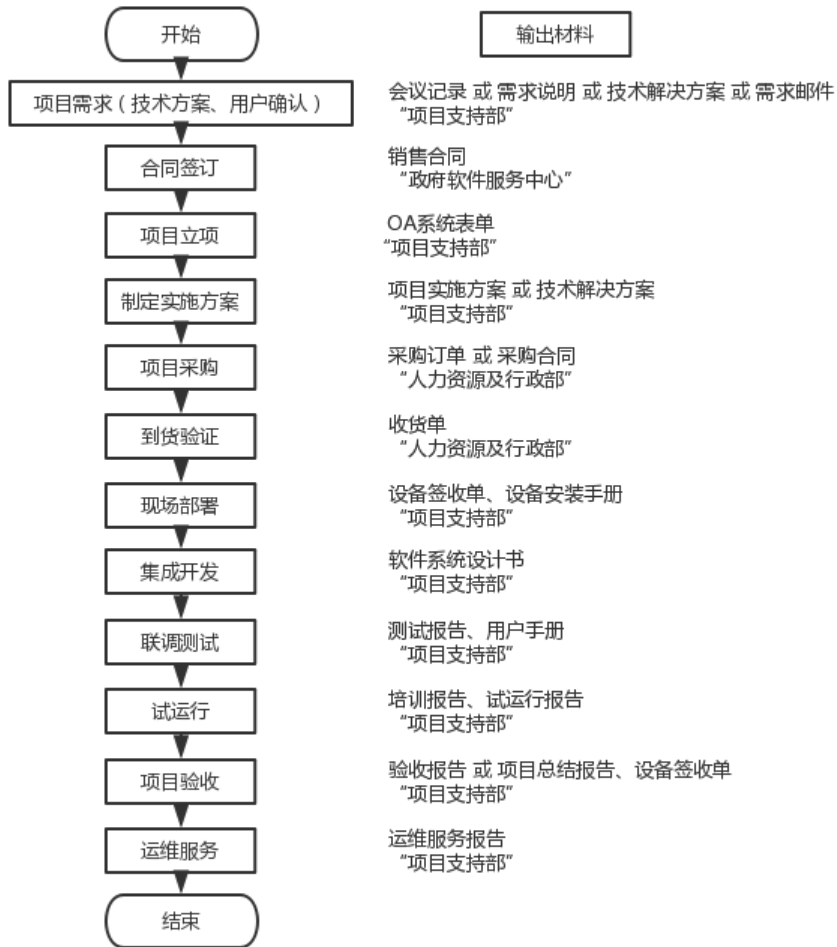 开始
输出材料
项目需求（技术方案、用户确认）
会议记录 或 需求说明 或 技术解决方案 或 需求邮件
“项目支持部”
合同签订
销售合同
“政府软件服务中心”
项目立项
OA系统表单
“项目支持部”
制定实施方案
项目实施方案 或 技术解决方案
“项目支持部”
项目采购
采购订单 或 采购合同
“人力资源及行政部”
到货验证
收货单
“人力资源及行政部”
现场部署
设备签收单、设备安装手册
“项目支持部”
集成开发
软件系统设计书
“项目支持部”
联调测试
测试报告、用户手册
“项目支持部”
试运行
培训报告、试运行报告
“项目支持部”
项目验收
验收报告 或 项目总结报告、设备签收单
“项目支持部”
运维服务
运维服务报告
“项目支持部”
结束